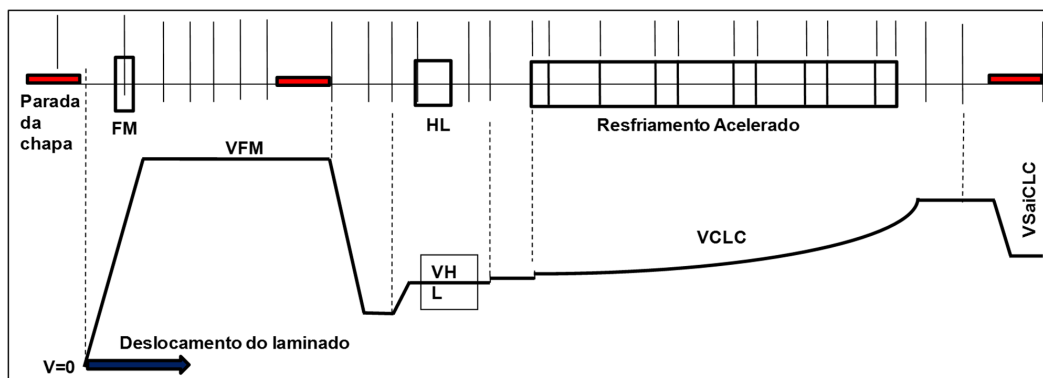 Parada
da
chapa
FM
HL
Resfriamento Acelerado
VFM
VCLC
VSaiCLC
VH
L
Deslocamento do laminado
V=0